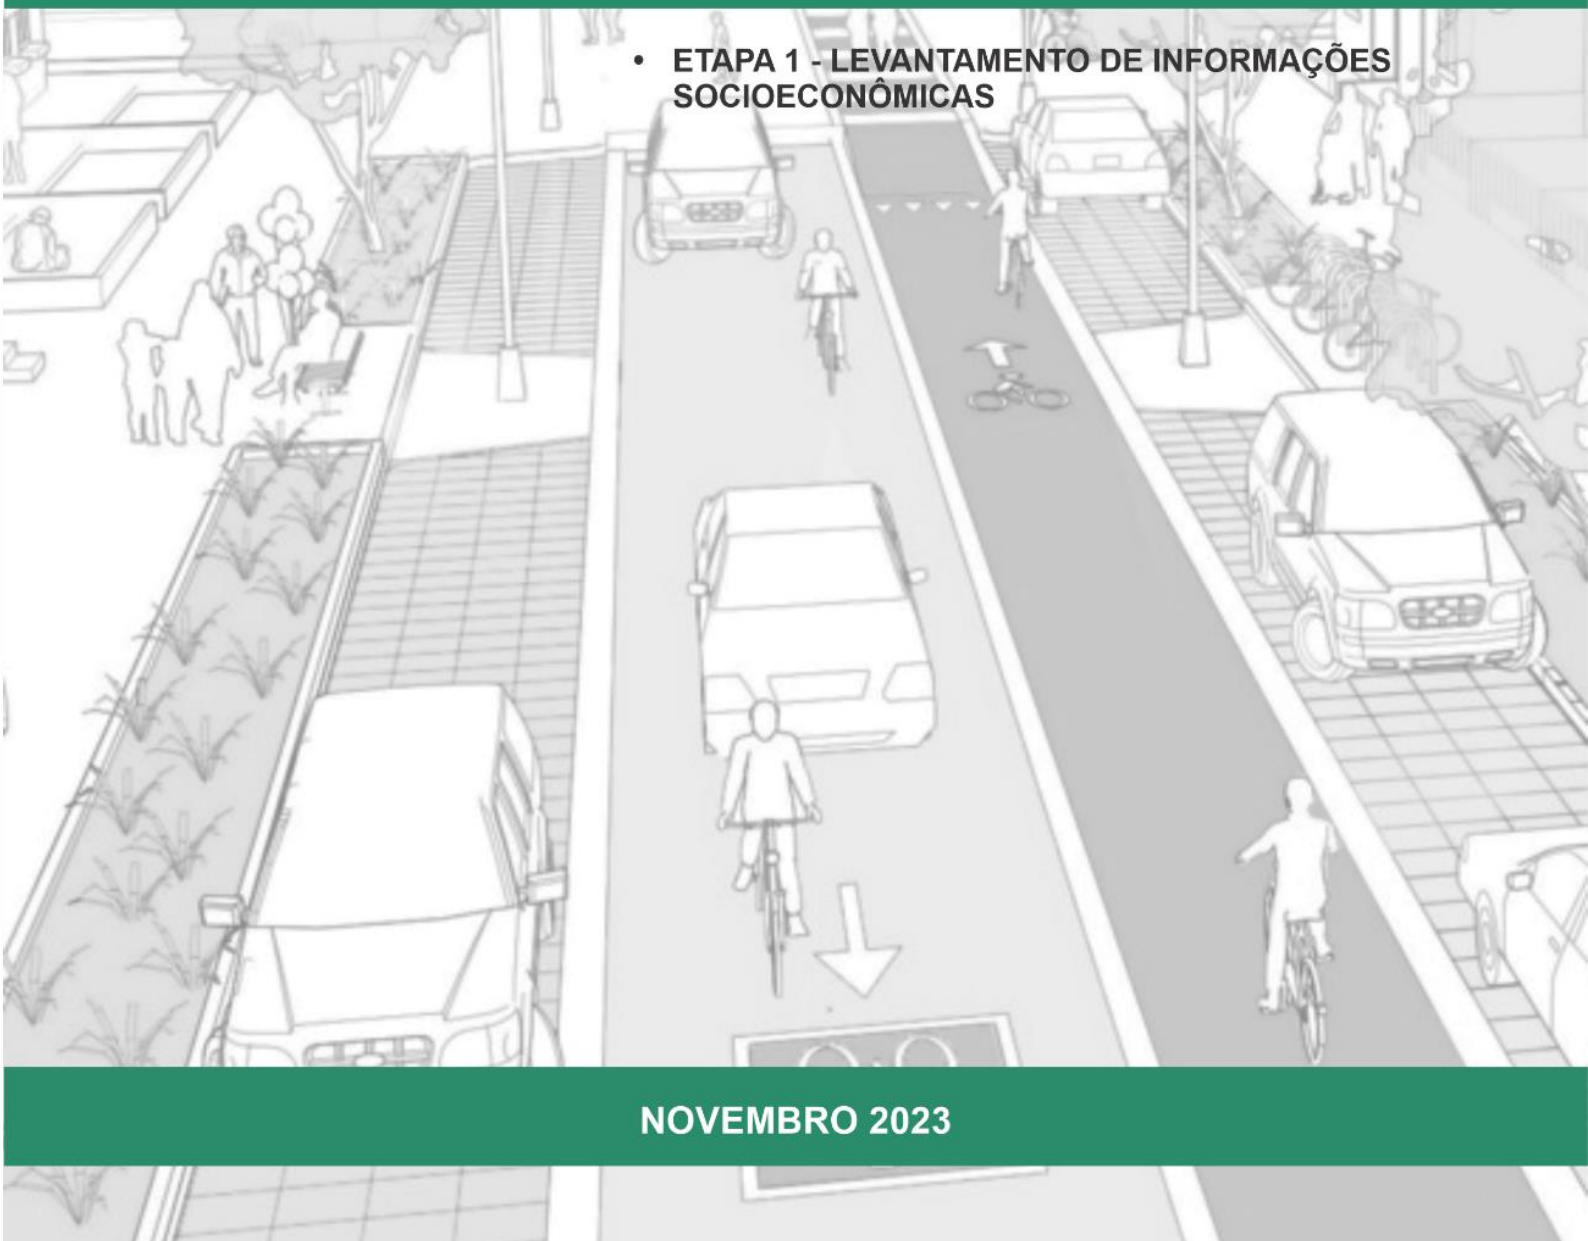 • ETAPA 1 - LEVANTAMENTO DE INFORMAÇÕES
SOCIOECONÔMICAS
NOVEMBRO 2023